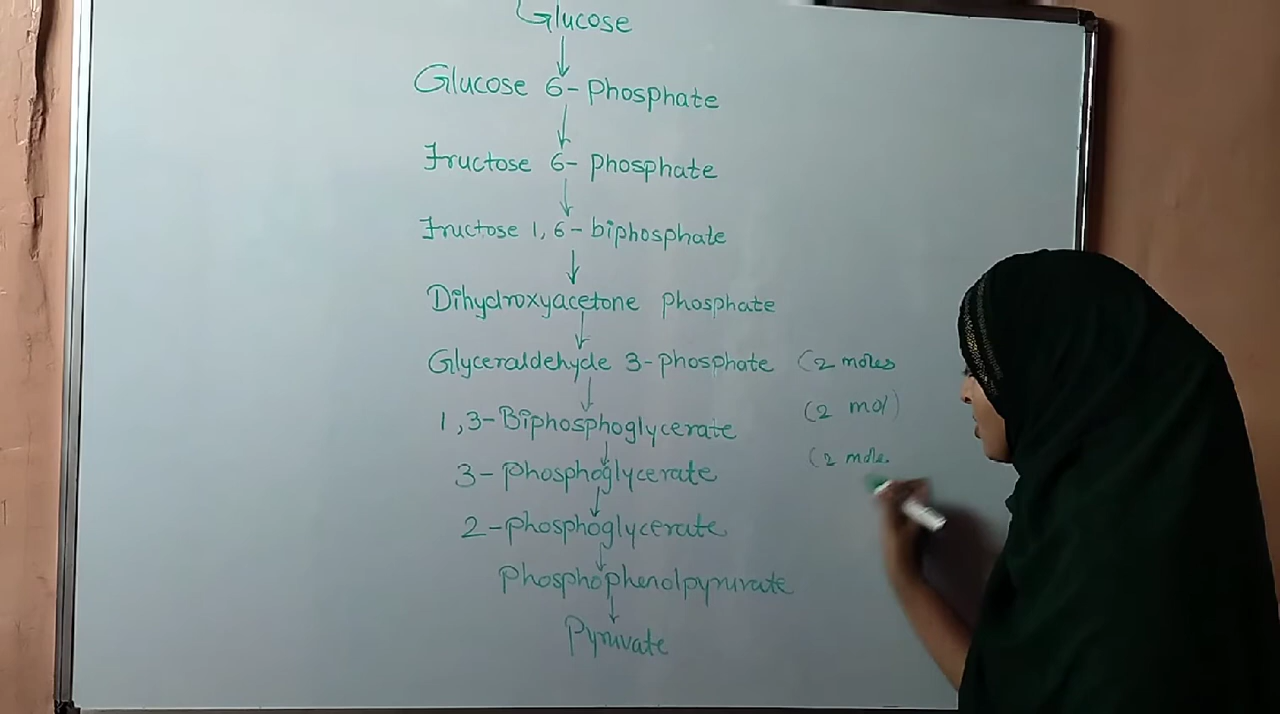 Glucose
Glucose 6- Phosphate
Fructose 6- Phosphate
Fructose 1, 6- biphosphate
Dihydroxyacetone Phosphate
Glyceraldehyde 3-phosphate (2 moles
1,3-Biphosphoglycerate (2 mol)
3-phosphoglycerate (2 mole.
2-phosphoglycerate
Phosphophenolpyruvate
Pyruvate